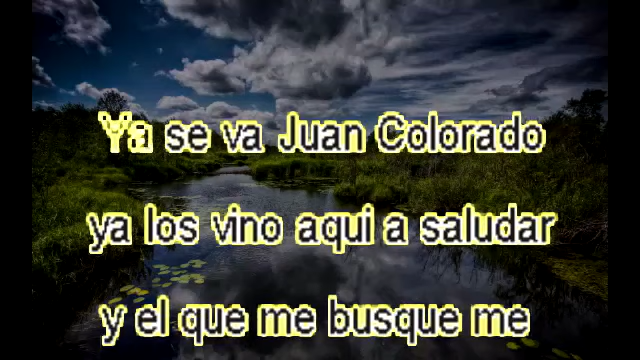 Ya se va Juan Colorado
ya los vino aqui a saludar
y el que me busque me